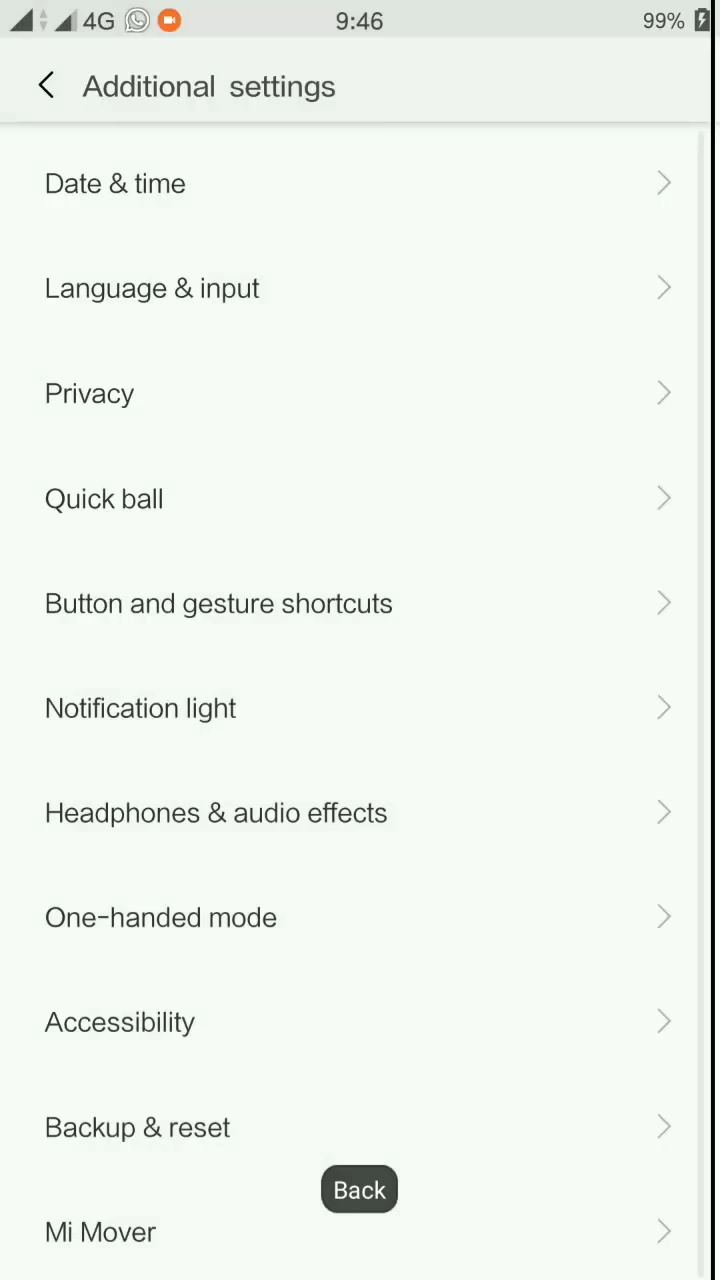 4G 9:46 99%
Additional settings
Date & time
Language & input
Privacy
Quick ball
Button and gesture shortcuts
Notification light
Headphones & audio effects
One-handed mode
Accessibility
Backup & reset
Back
Mi Mover